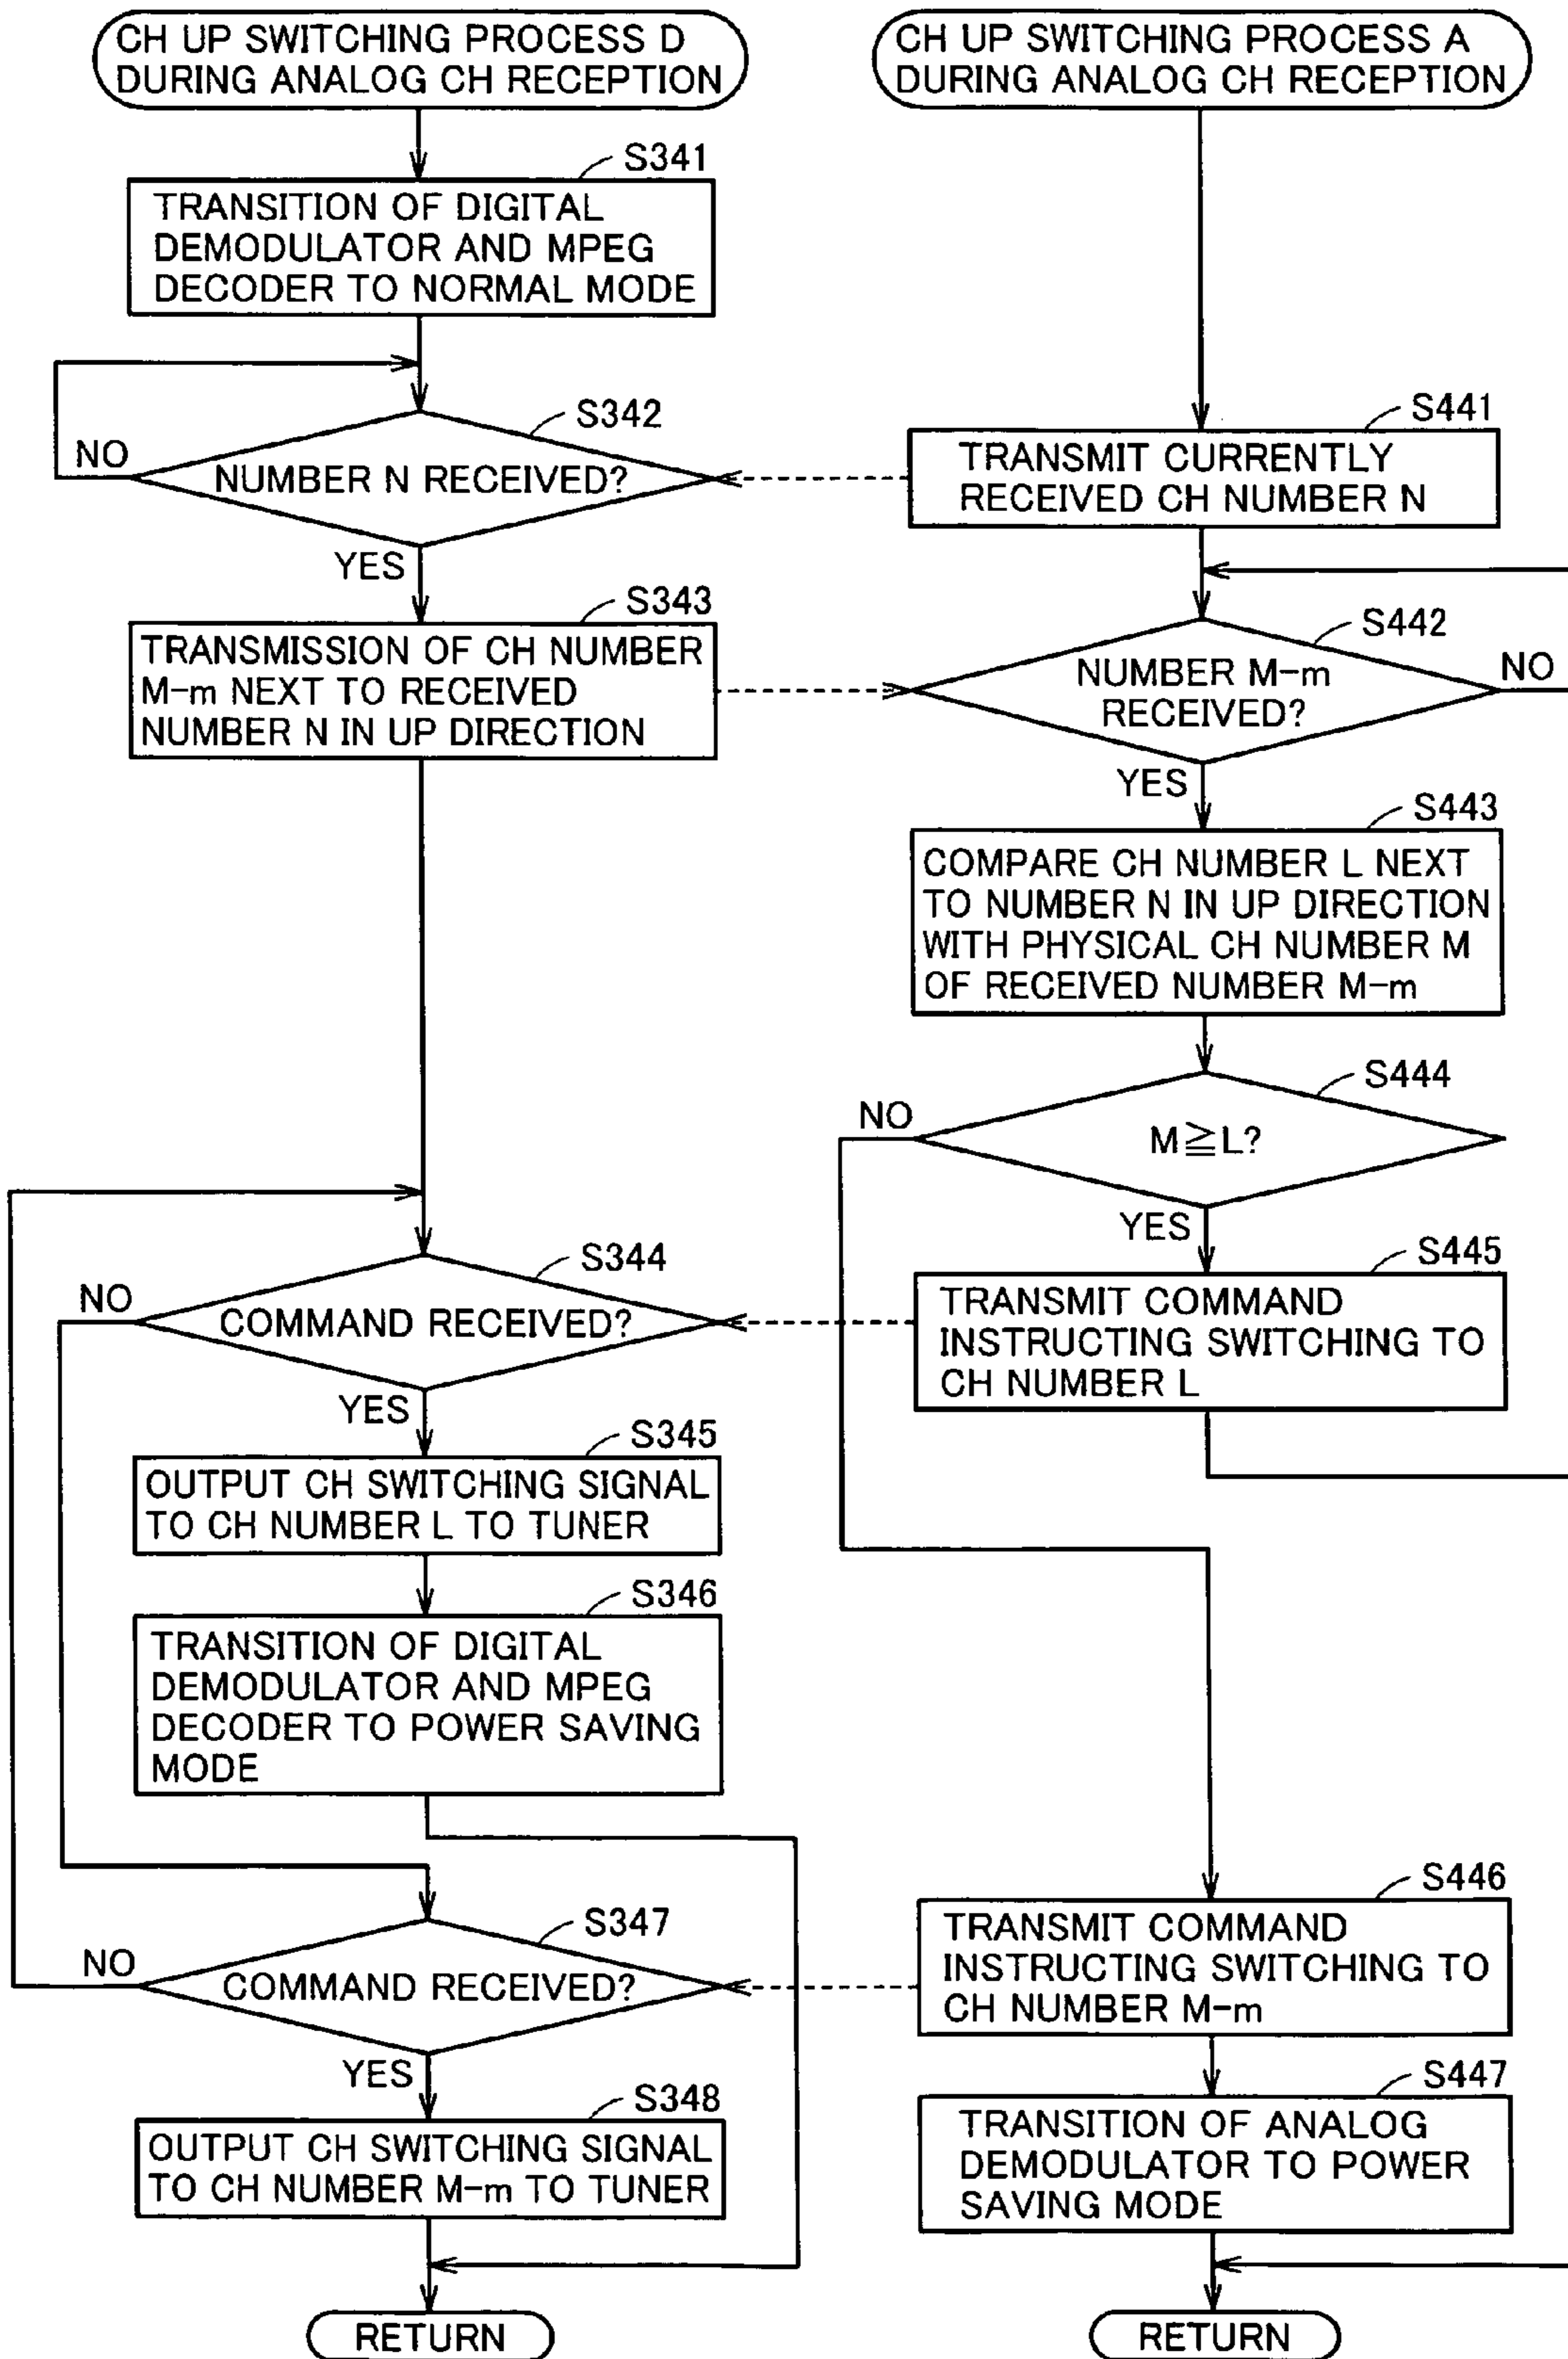 CH UP SWITCHING PROCESS D
DURING ANALOG CH RECEPTION
S341
TRANSITION OF DIGITAL
DEMODULATOR AND MPEG
DECODER TO NORMAL MODE
S342
NO
NUMBER N RECEIVED?
YES
S343
TRANSMISSION OF CH NUMBER
M-m NEXT TO RECEIVED
NUMBER N IN UP DIRECTION
S344
NO
COMMAND RECEIVED?
YES
S345
OUTPUT CH SWITCHING SIGNAL
TO CH NUMBER L TO TUNER
S346
TRANSITION OF DIGITAL
DEMODULATOR AND MPEG
DECODER TO POWER SAVING
MODE
S347
NO
COMMAND RECEIVED?
YES
S348
OUTPUT CH SWITCHING SIGNAL
TO CH NUMBER M-m TO TUNER
RETURN
CH UP SWITCHING PROCESS A
DURING ANALOG CH RECEPTION
S441
TRANSMIT CURRENTLY
RECEIVED CH NUMBER N
S442
NUMBER M-m
RECEIVED?
NO
YES
S443
COMPARE CH NUMBER L NEXT
TO NUMBER N IN UP DIRECTION
WITH PHYSICAL CH NUMBER M
OF RECEIVED NUMBER M-m
S444
NO
M≧L?
YES
S445
TRANSMIT COMMAND
INSTRUCTING SWITCHING TO
CH NUMBER L
S446
TRANSMIT COMMAND
INSTRUCTING SWITCHING TO
CH NUMBER M-m
S447
TRANSITION OF ANALOG
DEMODULATOR TO POWER
SAVING MODE
RETURN